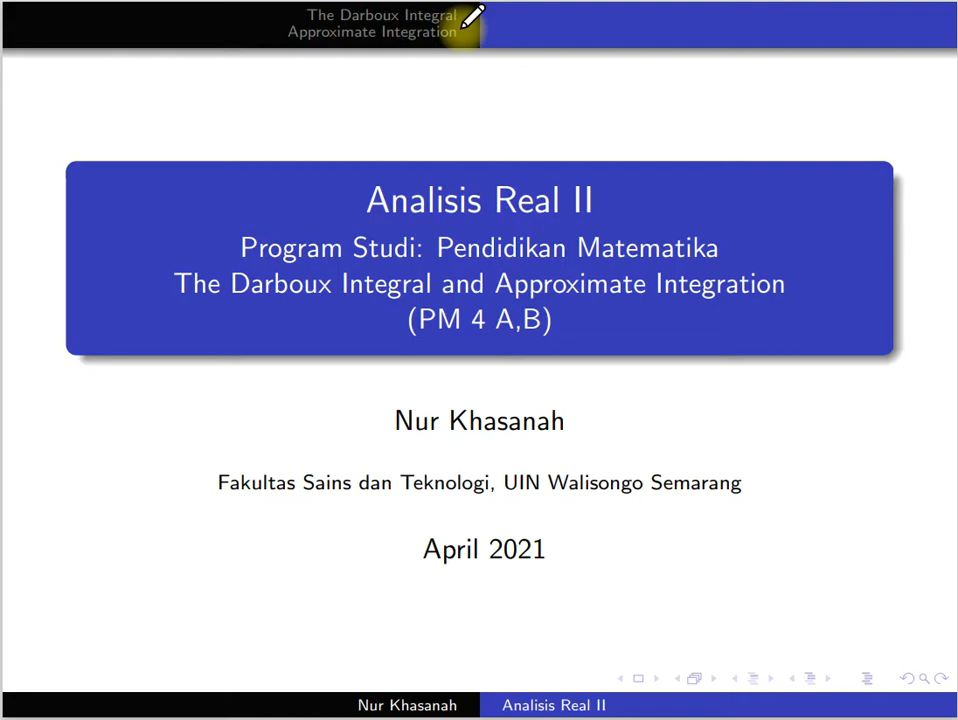 The Darboux Integral
Approximate Integration
Analisis Real II
Program Studi: Pendidikan Matematika
The Darboux Integral and Approximate Integration
(PM 4 A,B)
Nur Khasanah
Fakultas Sains dan Teknologi, UIN Walisongo Semarang
April 2021
Nur Khasanah
Analisis Real II